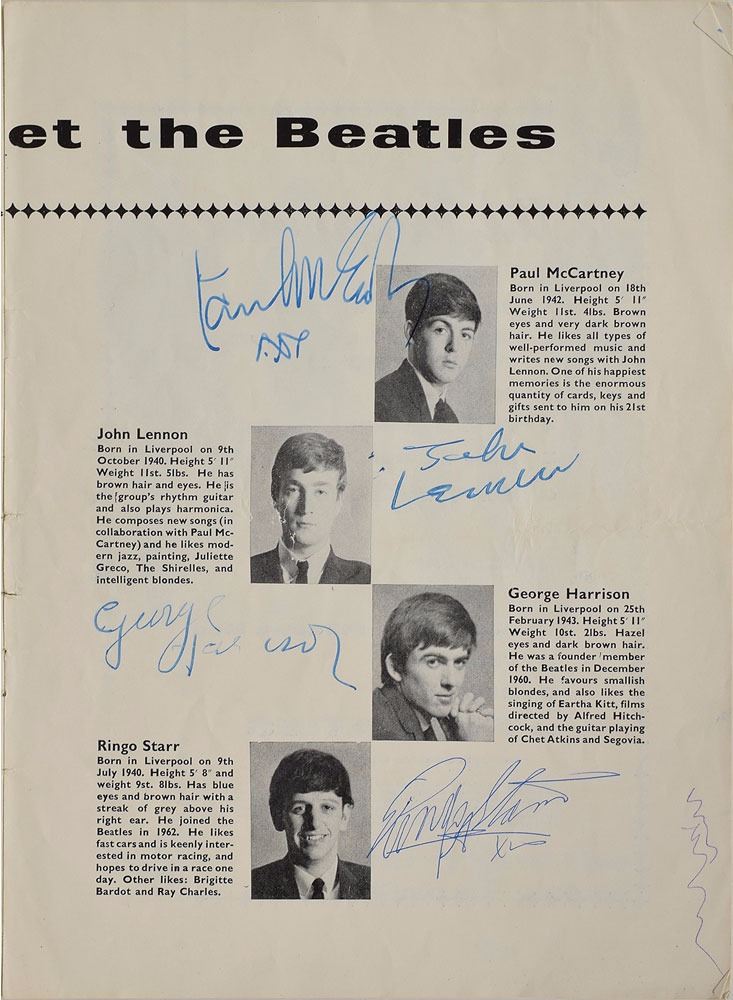 et the Beatles
Paul McCartney
Born in Liverpool on 18th
June 1942. Height 5′ 11″
Weight 11st. 4lbs. Brown
eyes and very dark brown
hair. He likes all types of
well-performed music and
writes new songs with John
Lennon. One of his happiest
memories is the enormous
quantity of cards, keys and
gifts sent to him on his 21st
birthday.
John Lennon
Born in Liverpool on 9th
October 1940. Height 5′ 11″
Weight 11st. 5lbs. He has
brown hair and eyes. He is
the group's rhythm guitar
and also plays harmonica.
He composes new songs (in
collaboration with Paul Mc-
Cartney) and he likes mod-
ern jazz, painting, Juliette
Greco, The Shirelles, and
intelligent blondes.
John
Lennon
George Harrison
Born in Liverpool on 25th
February 1943. Height 5′ 11″
Weight 10st. 2lbs. Hazel
eyes and dark brown hair.
He was a founder member
of the Beatles in December
1960. He favours smallish
blondes, and also likes the
singing of Eartha Kitt, films
directed by Alfred Hitch-
cock, and the guitar playing
of Chet Atkins and Segovia.
George
Harrison
Ringo Starr
Born in Liverpool on 9th
July 1940. Height 5′ 8″ and
weight 9st. 8lbs. Has blue
eyes and brown hair with a
streak of grey above his
right ear. He joined the
Beatles in 1962. He likes
fast cars and is keenly inter-
ested in motor racing, and
hopes to drive in a race one
day. Other likes: Brigitte
Bardot and Ray Charles.
Ringo Starr